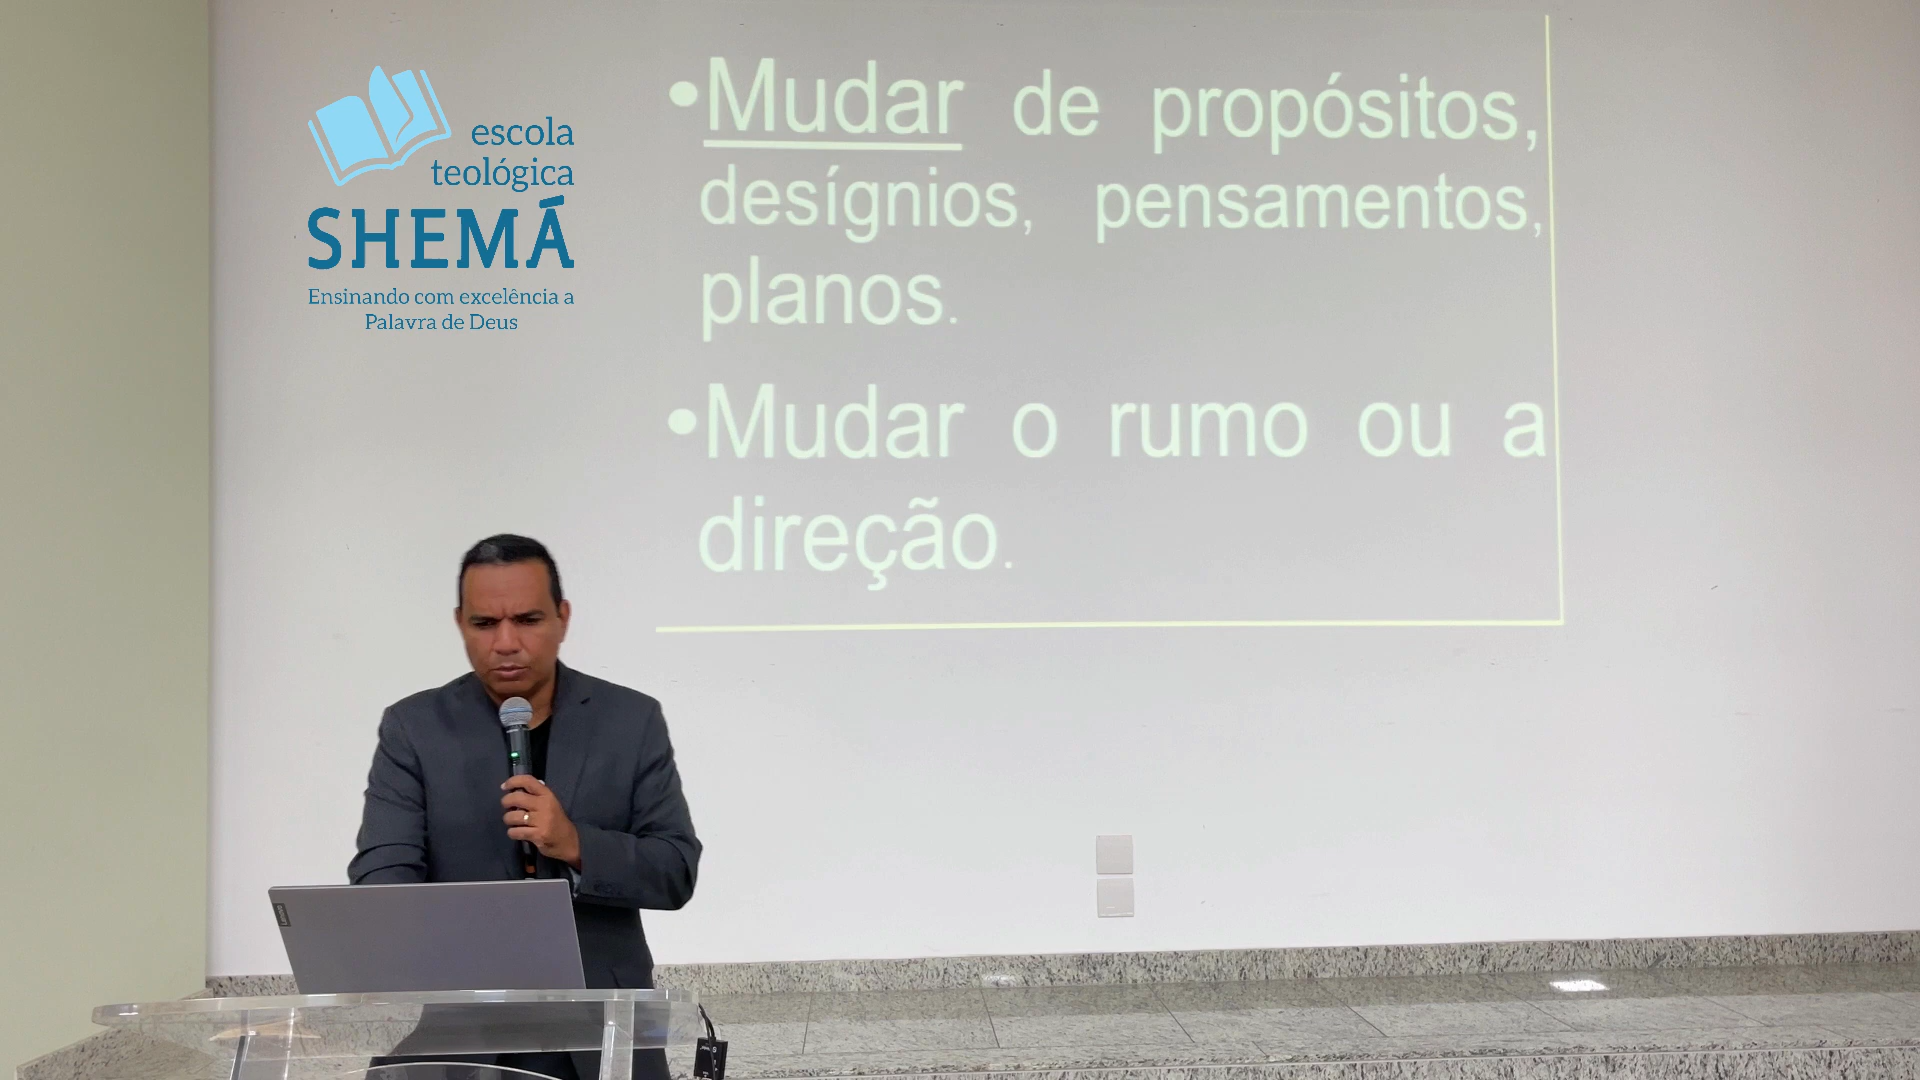 escola
teológica
SHEMÁ
Ensinando com excelência a
Palavra de Deus
•Mudar de propósitos,
desígnios, pensamentos,
planos.
•Mudar o rumo ou a
direção.
Lenovo